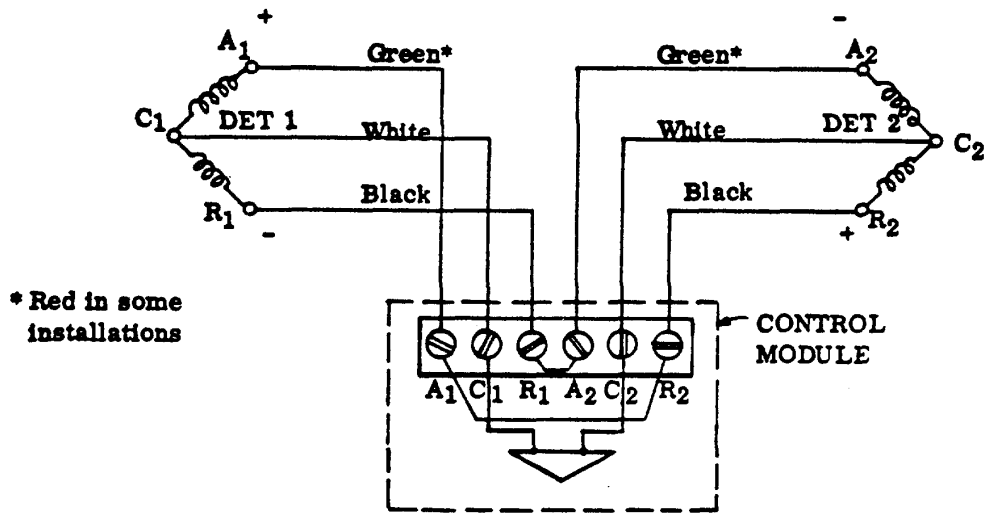 + -
A1 Green* Green* A2
C1 DET 1 White White DET 2 C2
Black Black
R1 R2
- +
* Red in some
installations
CONTROL
MODULE
A1 C1 R1 A2 C2 R2